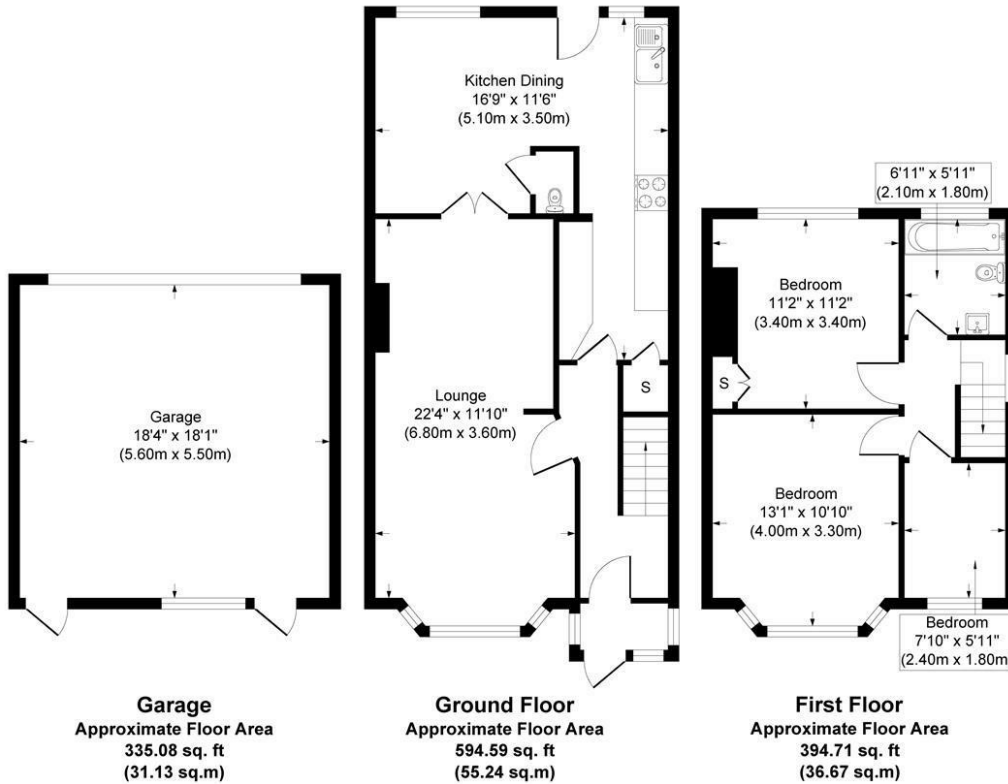 Kitchen Dining
16'9" x 11'6"
(5.10m x 3.50m)
6'11" x 5'11"
(2.10m x 1.80m)
Bedroom
11'2" x 11'2"
(3.40m x 3.40m)
S
S
Garage
18'4" x 18'1"
(5.60m x 5.50m)
Lounge
22'4" x 11'10"
(6.80m x 3.60m)
Bedroom
13'1" x 10'10"
(4.00m x 3.30m)
Bedroom
7'10" x 5'11"
(2.40m x 1.80m
Garage
Approximate Floor Area
335.08 sq. ft
(31.13 sq.m)
Ground Floor
Approximate Floor Area
594.59 sq. ft
(55.24 sq.m)
First Floor
Approximate Floor Area
394.71 sq. ft
(36.67 sq.m)